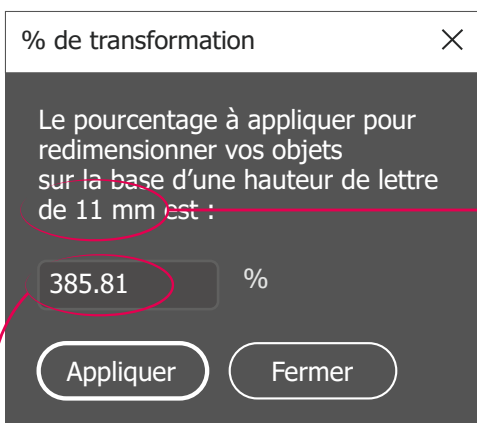 % de transformation
Le pourcentage à appliquer pour
redimensionner vos objets
sur la base d’une hauteur de lettre
de 11 mm est :
385.81 %
Appliquer Fermer